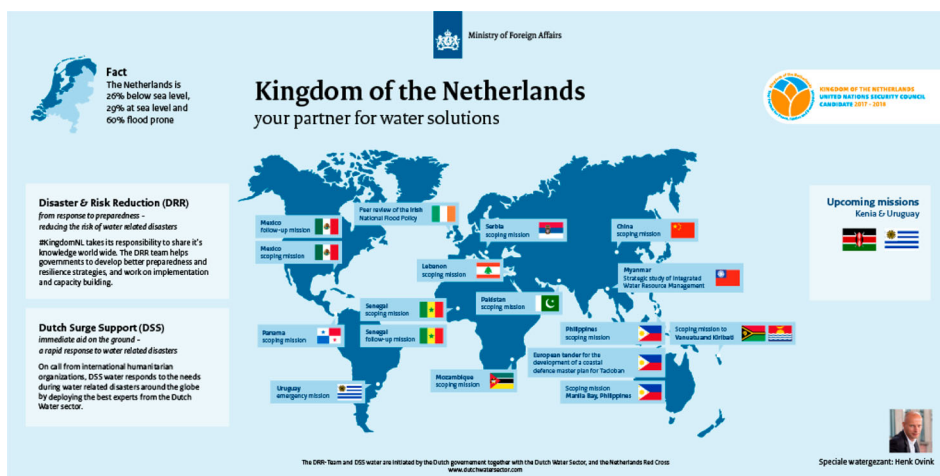 Ministry of Foreign Affairs
Fact
The Netherlands is
26% below sea level,
29% at sea level and
60% flood prone
Kingdom of the Netherlands
your partner for water solutions
KINGDOM OF THE NETHERLANDS
UNITED NATIONS SECURITY COUNCIL
CANDIDATE 2017 - 2018
Disaster & Risk Reduction (DRR)
from response to preparedness -
reducing the risk of water related disasters
#KingdomNL takes its responsibility to share it's
knowledge world wide. The DRR team helps
governments to develop better preparedness and
resilience strategies, and work on implementation
and capacity building.
Dutch Surge Support (DSS)
immediate aid on the ground -
a rapid response to water related disasters
On call from international humanitarian
organizations, DSS water responds to the needs
during water related disasters around the globe
by deploying the best experts from the Dutch
Water sector.
Mexico
follow-up mission
Peer review of the Irish
National Flood Policy
Serbia
scoping mission
China
scoping mission
Mexico
scoping mission
Lebanon
scoping mission
Myanmar
Strategic study of Integrated
Water Resource Management
Senegal
scoping mission
Pakistan
scoping mission
Panama
scoping mission
Senegal
follow-up mission
Philippines
scoping mission
Scoping mission to
Vanuatuand Kiribati
European tender for the
development of a coastal
defence master plan for Tacloban
Uruguay
emergency mission
Mozambique
scoping mission
Scoping mission
Manila Bay, Philippines
Upcoming missions
Kenia & Uruguay
Speciale watergezant: Henk Ovink
The DRR-Team and DSS water are initiated by the Dutch governement together with the Dutch Water Sector, and the Netherlands Red Cross
www.dutchwatersector.com